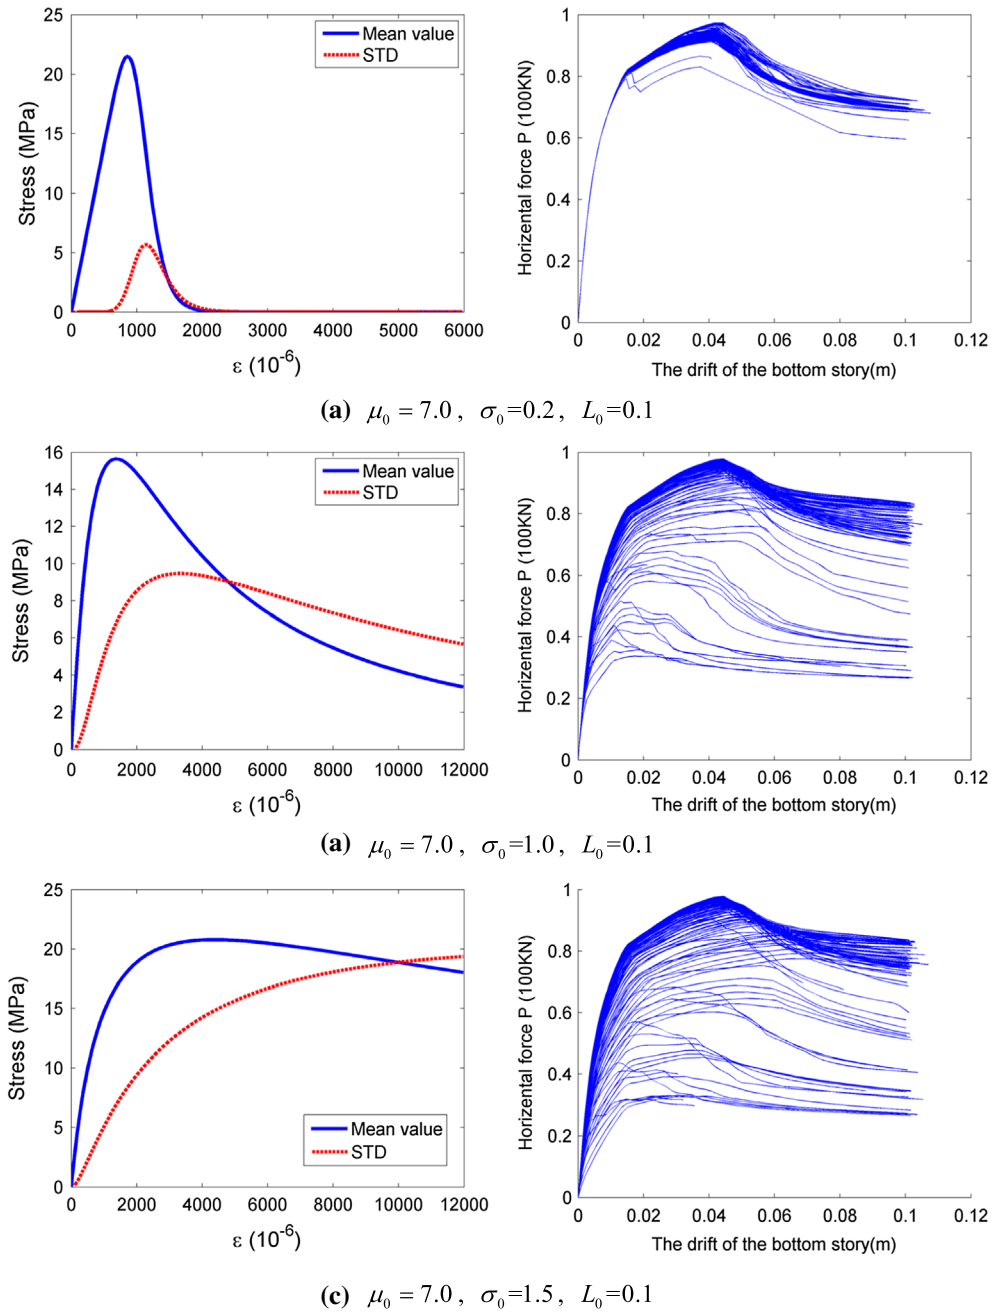 25
20
15
10
5
0
Stress (MPa)
Mean value
STD
0 1000 2000 3000 4000 5000 6000
ε (10⁻⁶)
1
0.8
0.6
0.4
0.2
0
Horizental force P (100KN)
0 0.02 0.04 0.06 0.08 0.1 0.12
The drift of the bottom story(m)
(a) μ₀ = 7.0 , σ₀=0.2, L₀=0.1
16
14
12
10
8
6
4
2
0
Stress (MPa)
Mean value
STD
0 2000 4000 6000 8000 10000 12000
ε (10⁻⁶)
1
0.8
0.6
0.4
0.2
0
Horizental force P (100KN)
0 0.02 0.04 0.06 0.08 0.1 0.12
The drift of the bottom story(m)
(a) μ₀ = 7.0 , σ₀=1.0, L₀=0.1
25
20
15
10
5
0
Stress (MPa)
Mean value
STD
0 2000 4000 6000 8000 10000 12000
ε (10⁻⁶)
1
0.8
0.6
0.4
0.2
0
Horizental force P (100KN)
0 0.02 0.04 0.06 0.08 0.1 0.12
The drift of the bottom story(m)
(c) μ₀ = 7.0 , σ₀=1.5, L₀=0.1